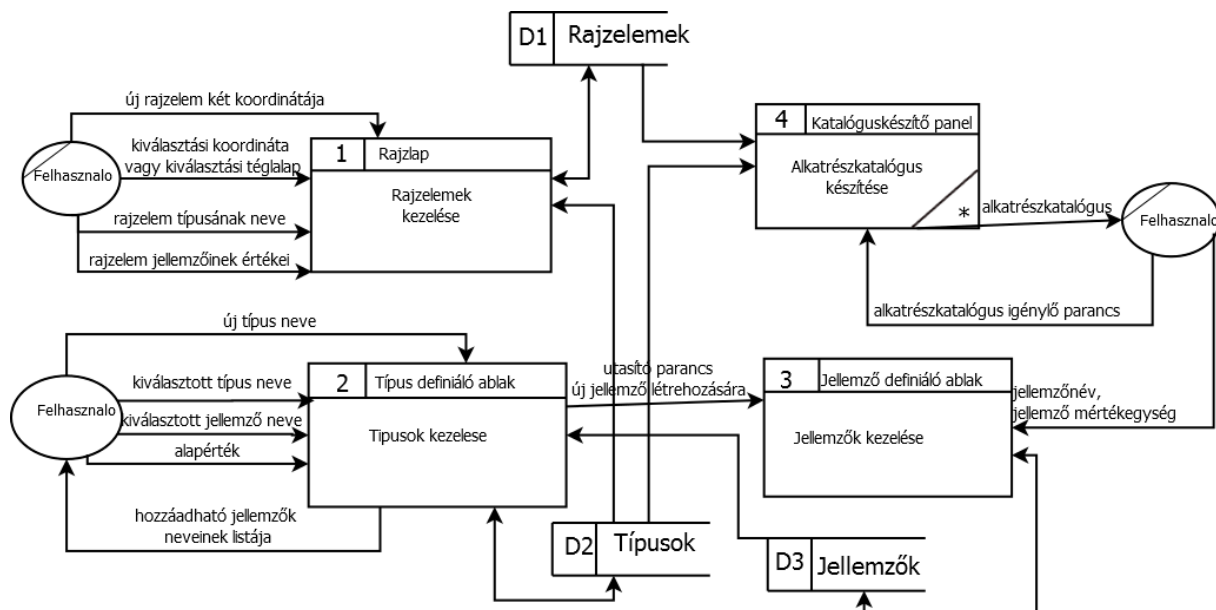 D1 Rajzelemek
új rajzelem két koordinátája
kiválasztási koordináta
vagy kiválasztási téglalap
Felhasznalo
rajzelem típusának neve
rajzelem jellemzőinek értékei
1 Rajzlap
Rajzelemek
kezelése
4 Katalóguskészítő panel
Alkatrészkatalógus
készítése
*
alkatrészkatalógus
Felhasznalo
alkatrészkatalógus igénylő parancs
új típus neve
kiválasztott típus neve
Felhasznalo
kiválasztott jellemző neve
alapérték
hozzáadható jellemzők
neveinek listája
2 Típus definiáló ablak
Tipusok kezelese
utasító parancs
új jellemző létrehozására
3 Jellemző definiáló ablak
Jellemzők kezelése
jellemzőnév,
jellemző mértékegység
D2 Típusok
D3 Jellemzők